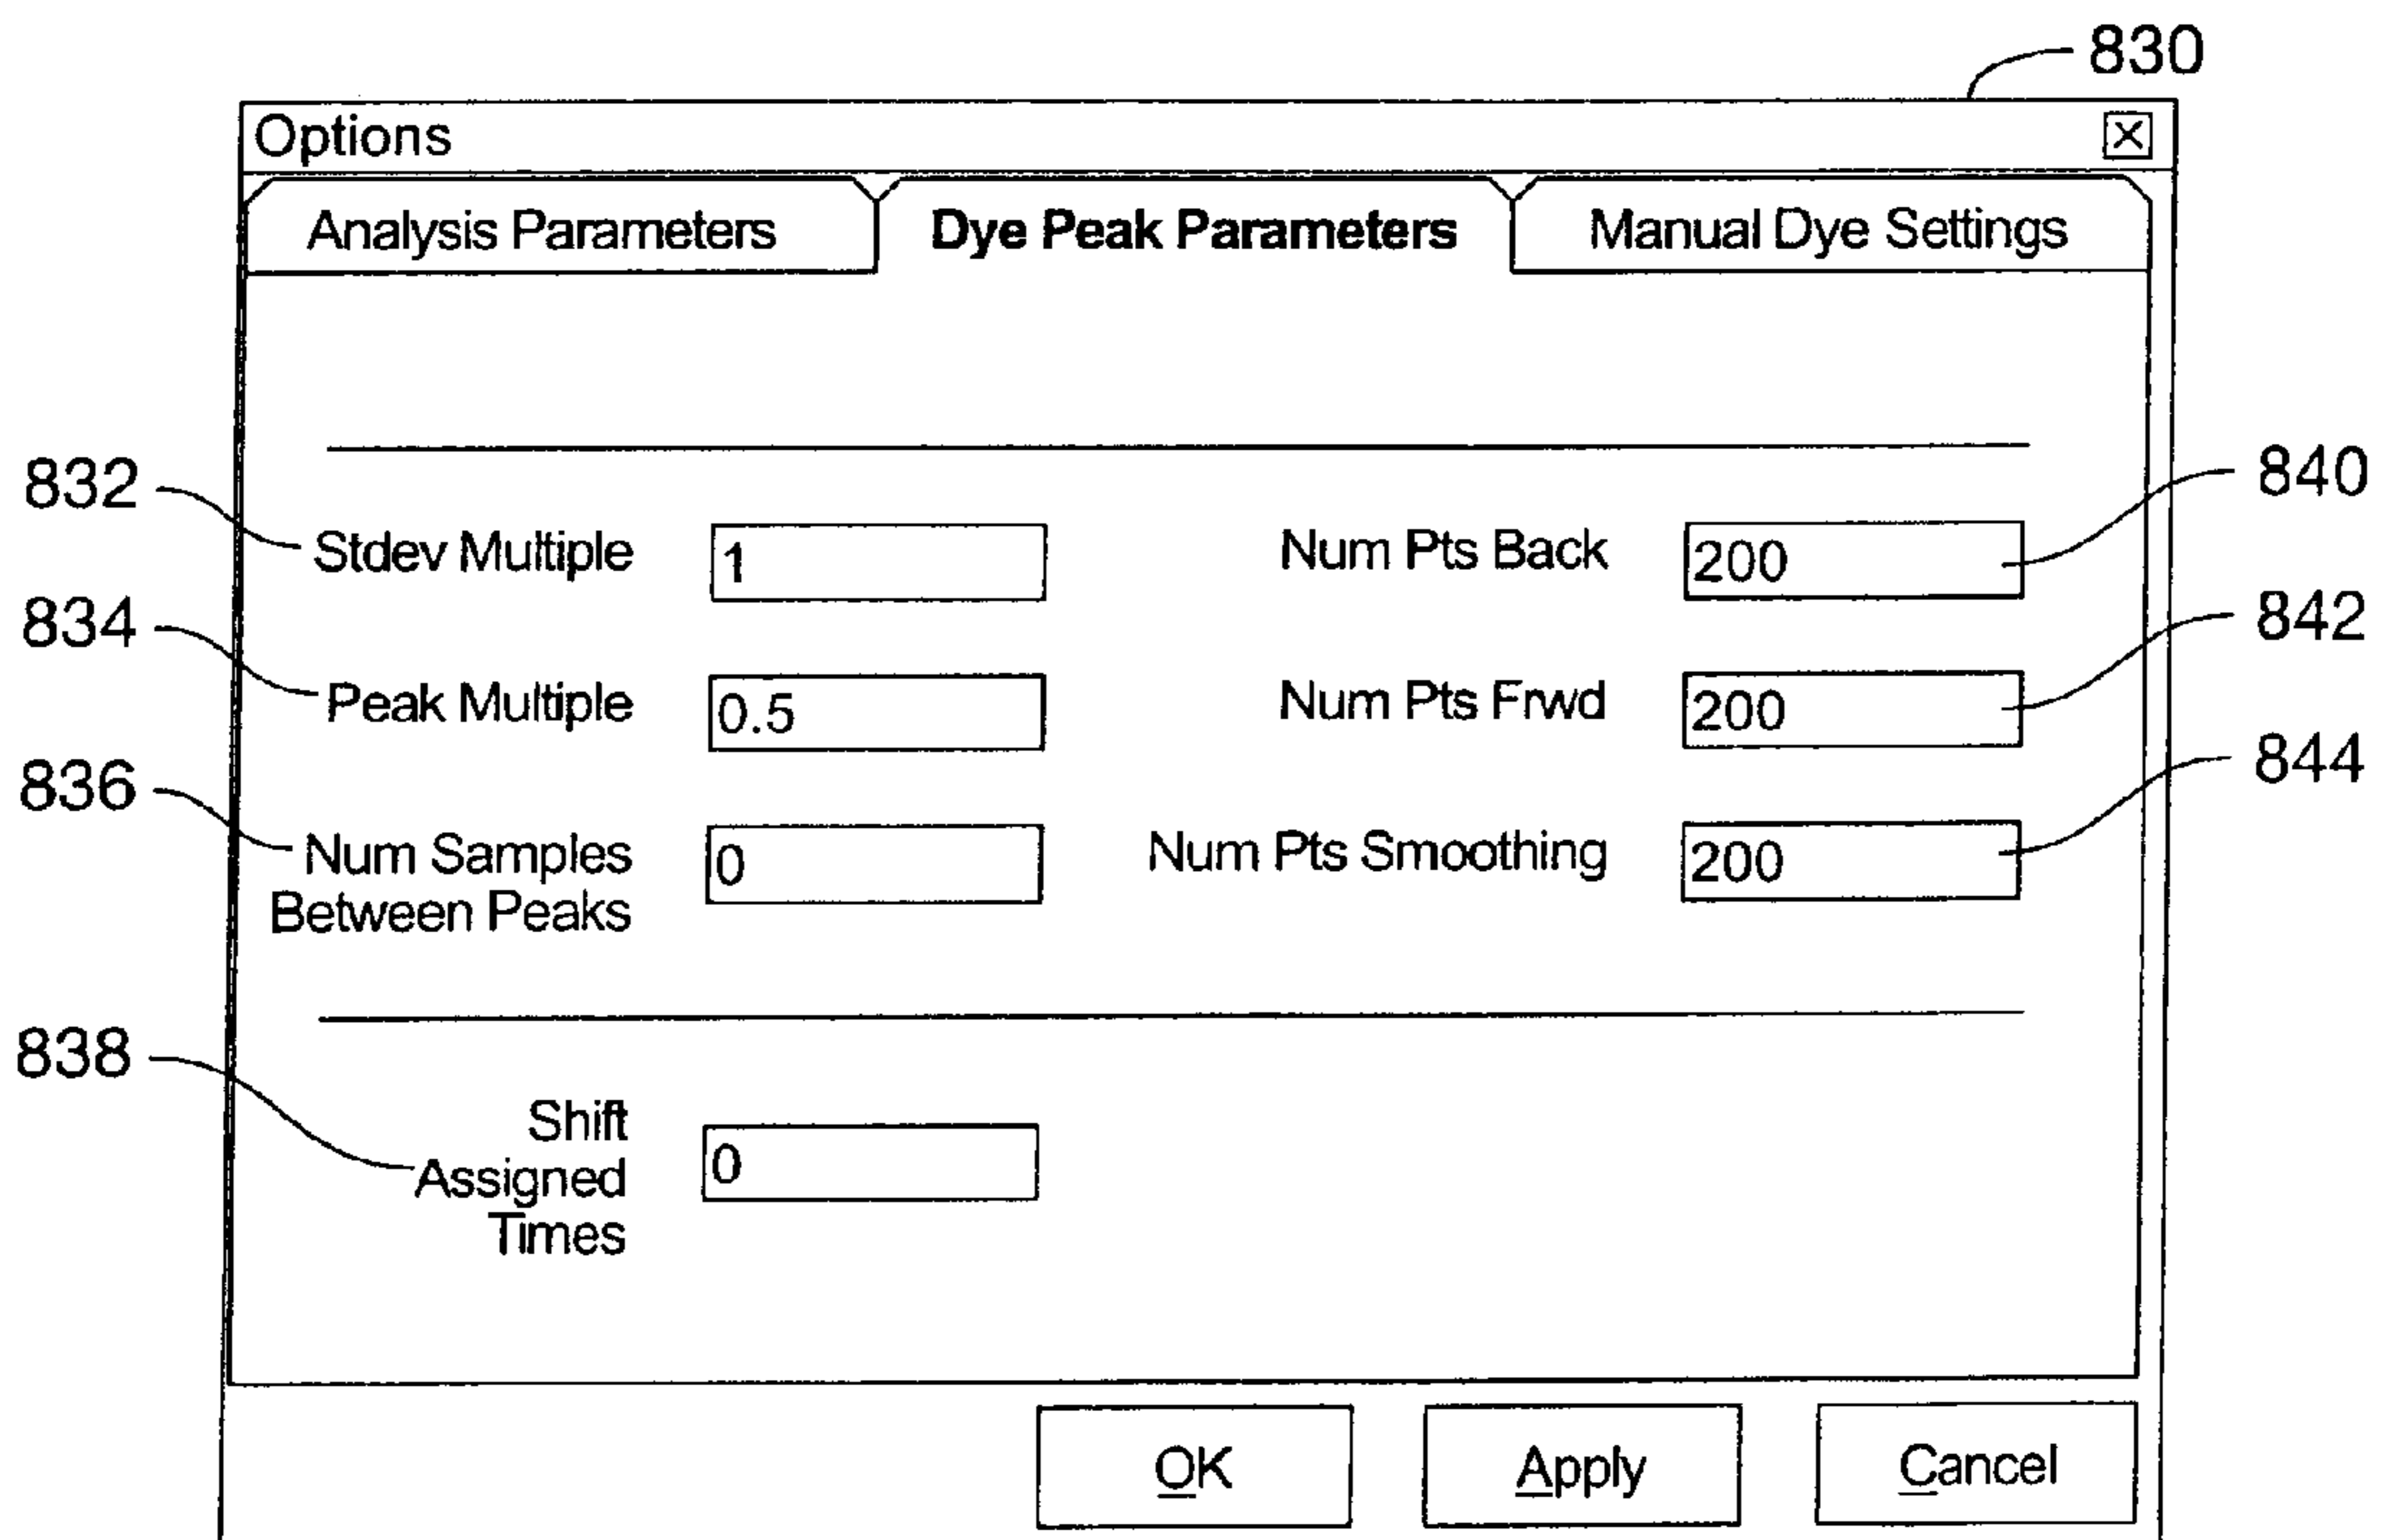 830
Options
Analysis Parameters Dye Peak Parameters Manual Dye Settings
832 Stdev Multiple 1 Num Pts Back 200 840
834 Peak Multiple 0.5 Num Pts Frwd 200 842
836 Num Samples 0 Num Pts Smoothing 200 844
Between Peaks
838 Shift
Assigned 0
Times
OK Apply Cancel